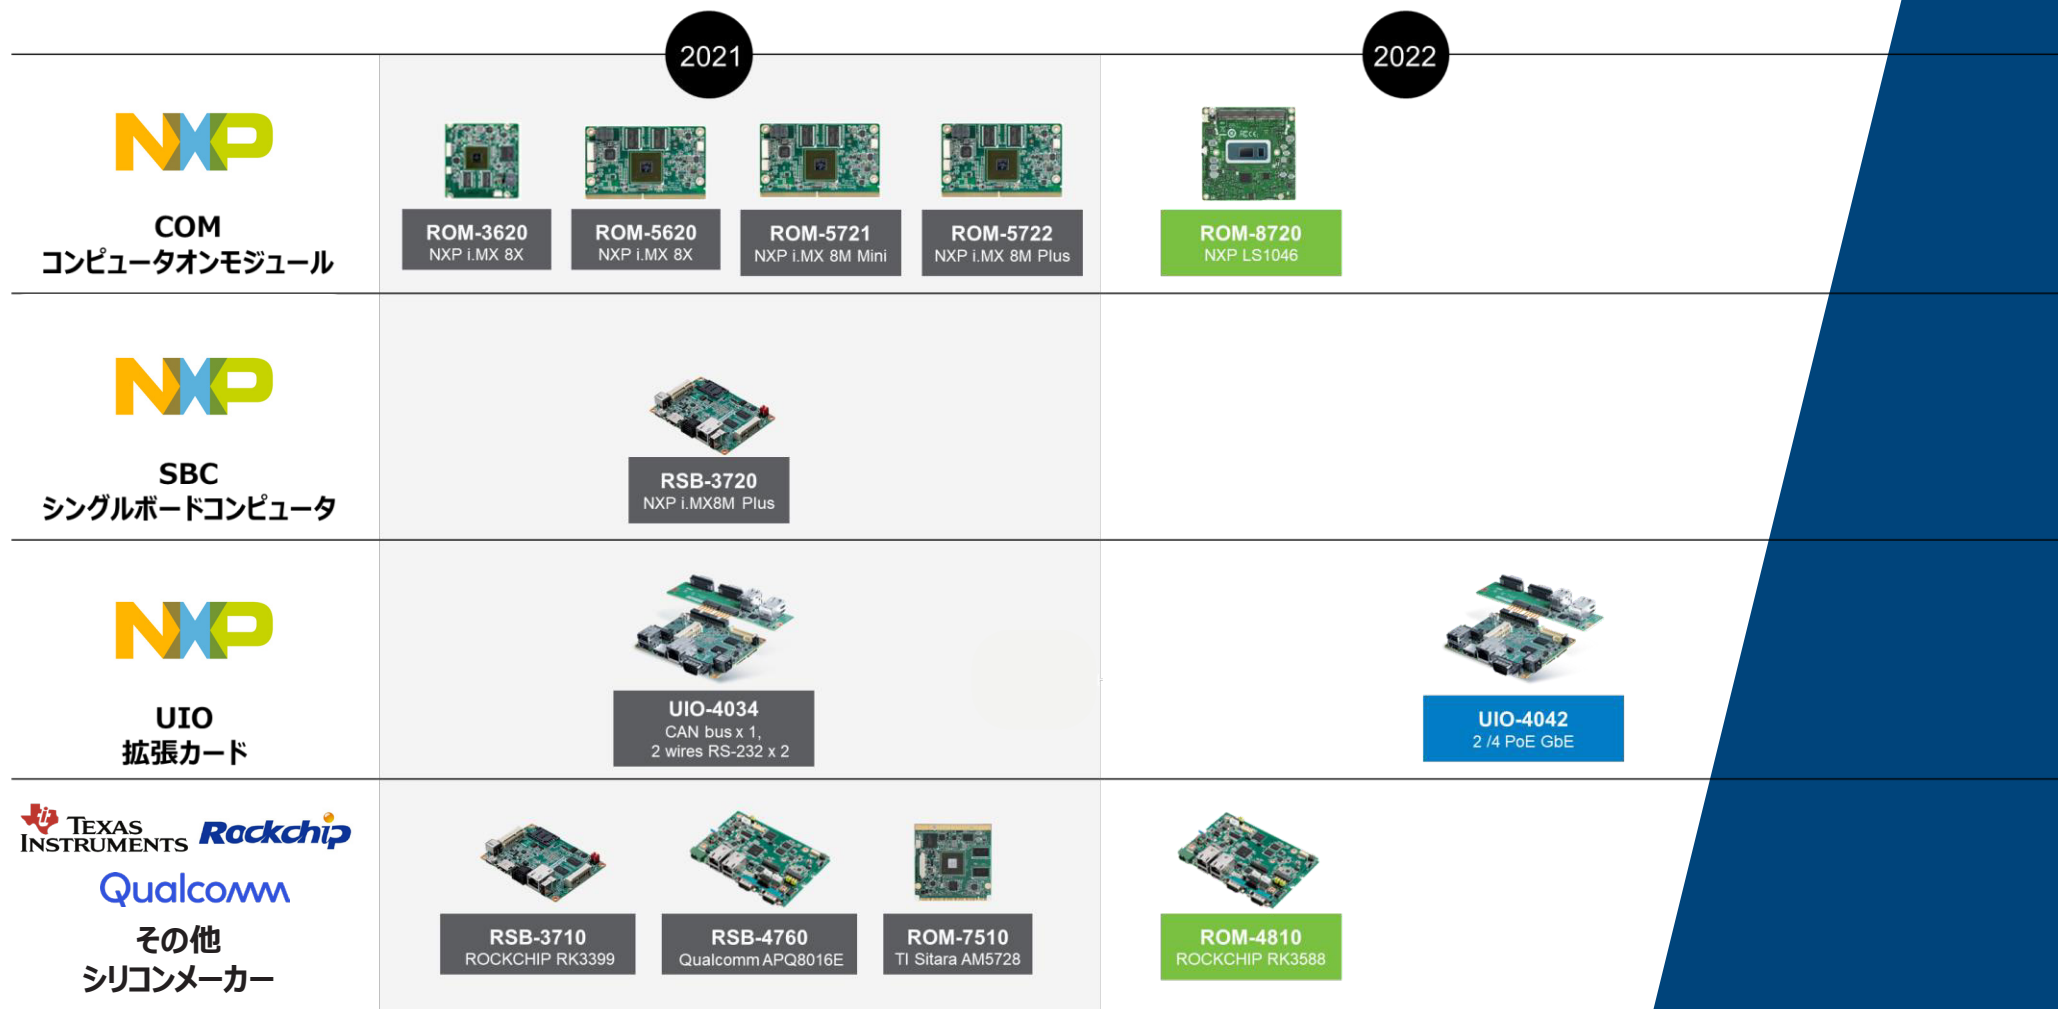 2021
2022
NXP
COM
コンピュータオンモジュール
ROM-3620
NXP i.MX 8X
ROM-5620
NXP i.MX 8X
ROM-5721
NXP i.MX 8M Mini
ROM-5722
NXP i.MX 8M Plus
ROM-8720
NXP LS1046
NXP
SBC
シングルボードコンピュータ
RSB-3720
NXP i.MX8M Plus
NXP
UIO
拡張カード
UIO-4034
CAN bus x 1,
2 wires RS-232 x 2
UIO-4042
2 /4 PoE GbE
TEXAS
INSTRUMENTS
Rockchip
Qualcomm
その他
シリコンメーカー
RSB-3710
ROCKCHIP RK3399
RSB-4760
Qualcomm APQ8016E
ROM-7510
TI Sitara AM5728
ROM-4810
ROCKCHIP RK3588